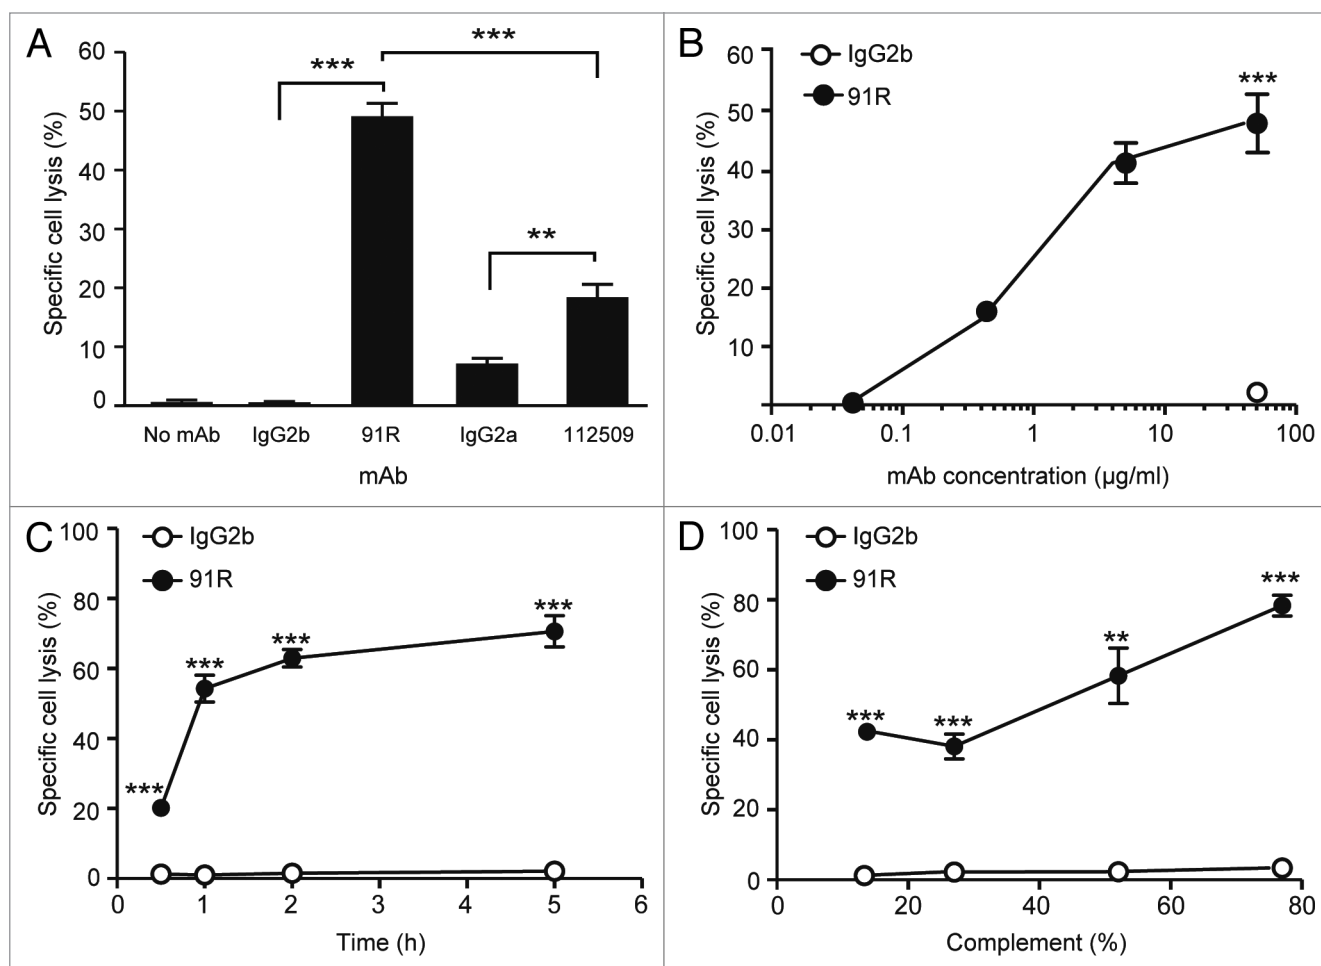 A
Specific cell lysis (%)
60
50
40
30
20
10
0
***
***
**
No mAb IgG2b 91R IgG2a 112509
mAb
B
IgG2b
91R
Specific cell lysis (%)
60
50
40
30
20
10
***
0.01 0.1 1 10 100
mAb concentration (µg/ml)
C
IgG2b
91R
Specific cell lysis (%)
100
80
60
40
20
0
***
***
***
***
0 1 2 3 4 5 6
Time (h)
D
IgG2b
91R
Specific cell lysis (%)
100
80
60
40
20
0
***
***
**
***
0 20 40 60 80
Complement (%)